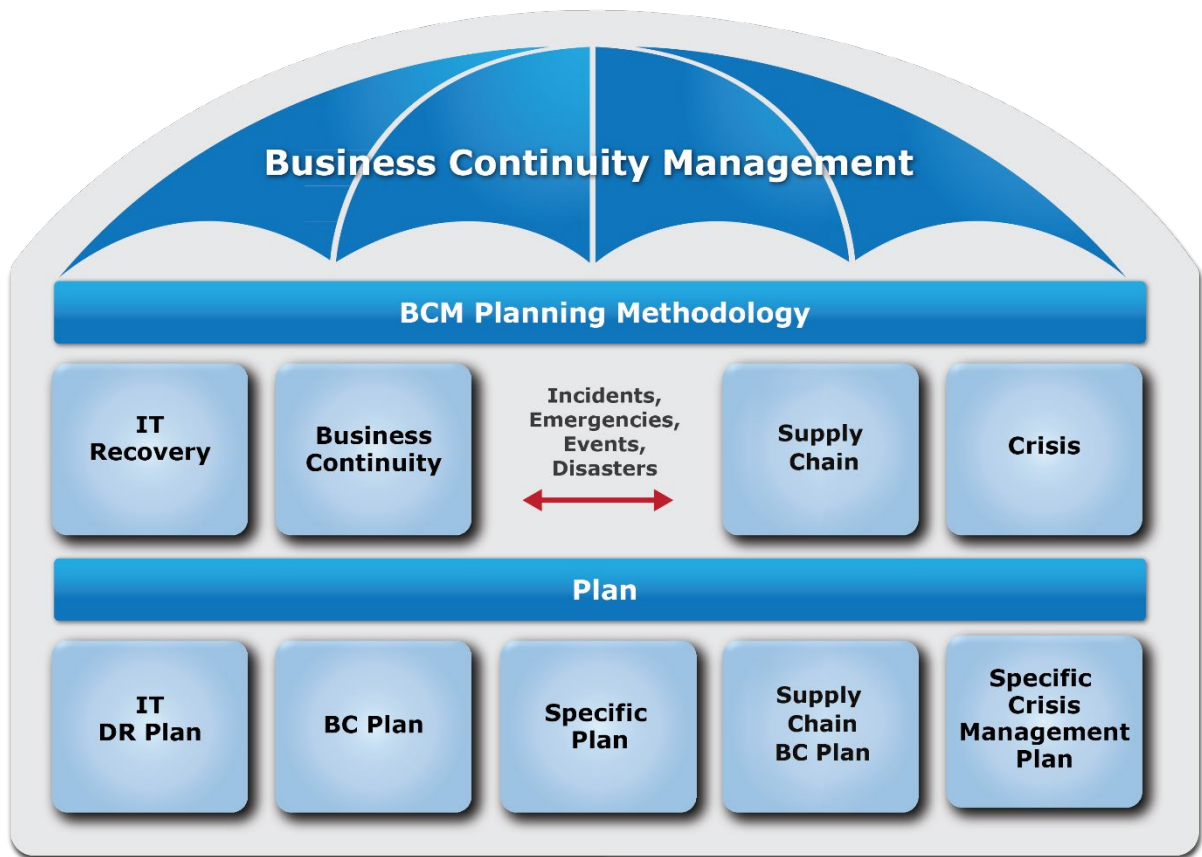 Business Continuity Management
BCM Planning Methodology
IT
Recovery
Business
Continuity
Incidents,
Emergencies,
Events,
Disasters
Supply
Chain
Crisis
Plan
IT
DR Plan
BC Plan
Specific
Plan
Supply
Chain
BC Plan
Specific
Crisis
Management
Plan